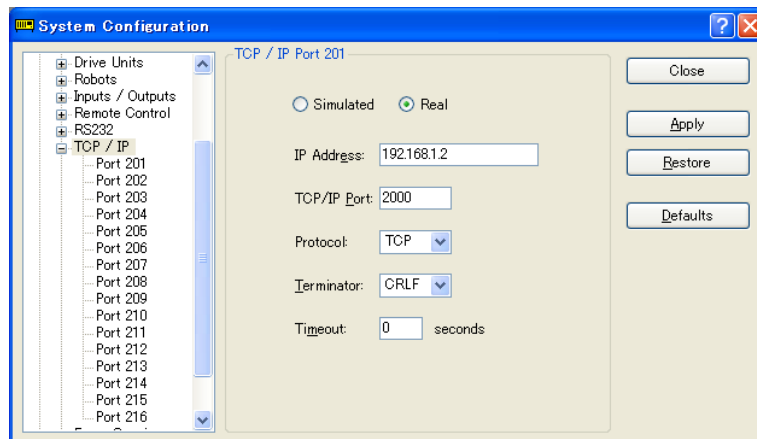 System Configuration
Drive Units
Robots
Inputs / Outputs
Remote Control
RS232
TCP / IP
Port 201
Port 202
Port 203
Port 204
Port 205
Port 206
Port 207
Port 208
Port 209
Port 210
Port 211
Port 212
Port 213
Port 214
Port 215
Port 216
TCP / IP Port 201
Simulated Real
IP Address: 192.168.1.2
TCP/IP Port: 2000
Protocol: TCP
Terminator: CRLF
Timeout: 0 seconds
Close
Apply
Restore
Defaults